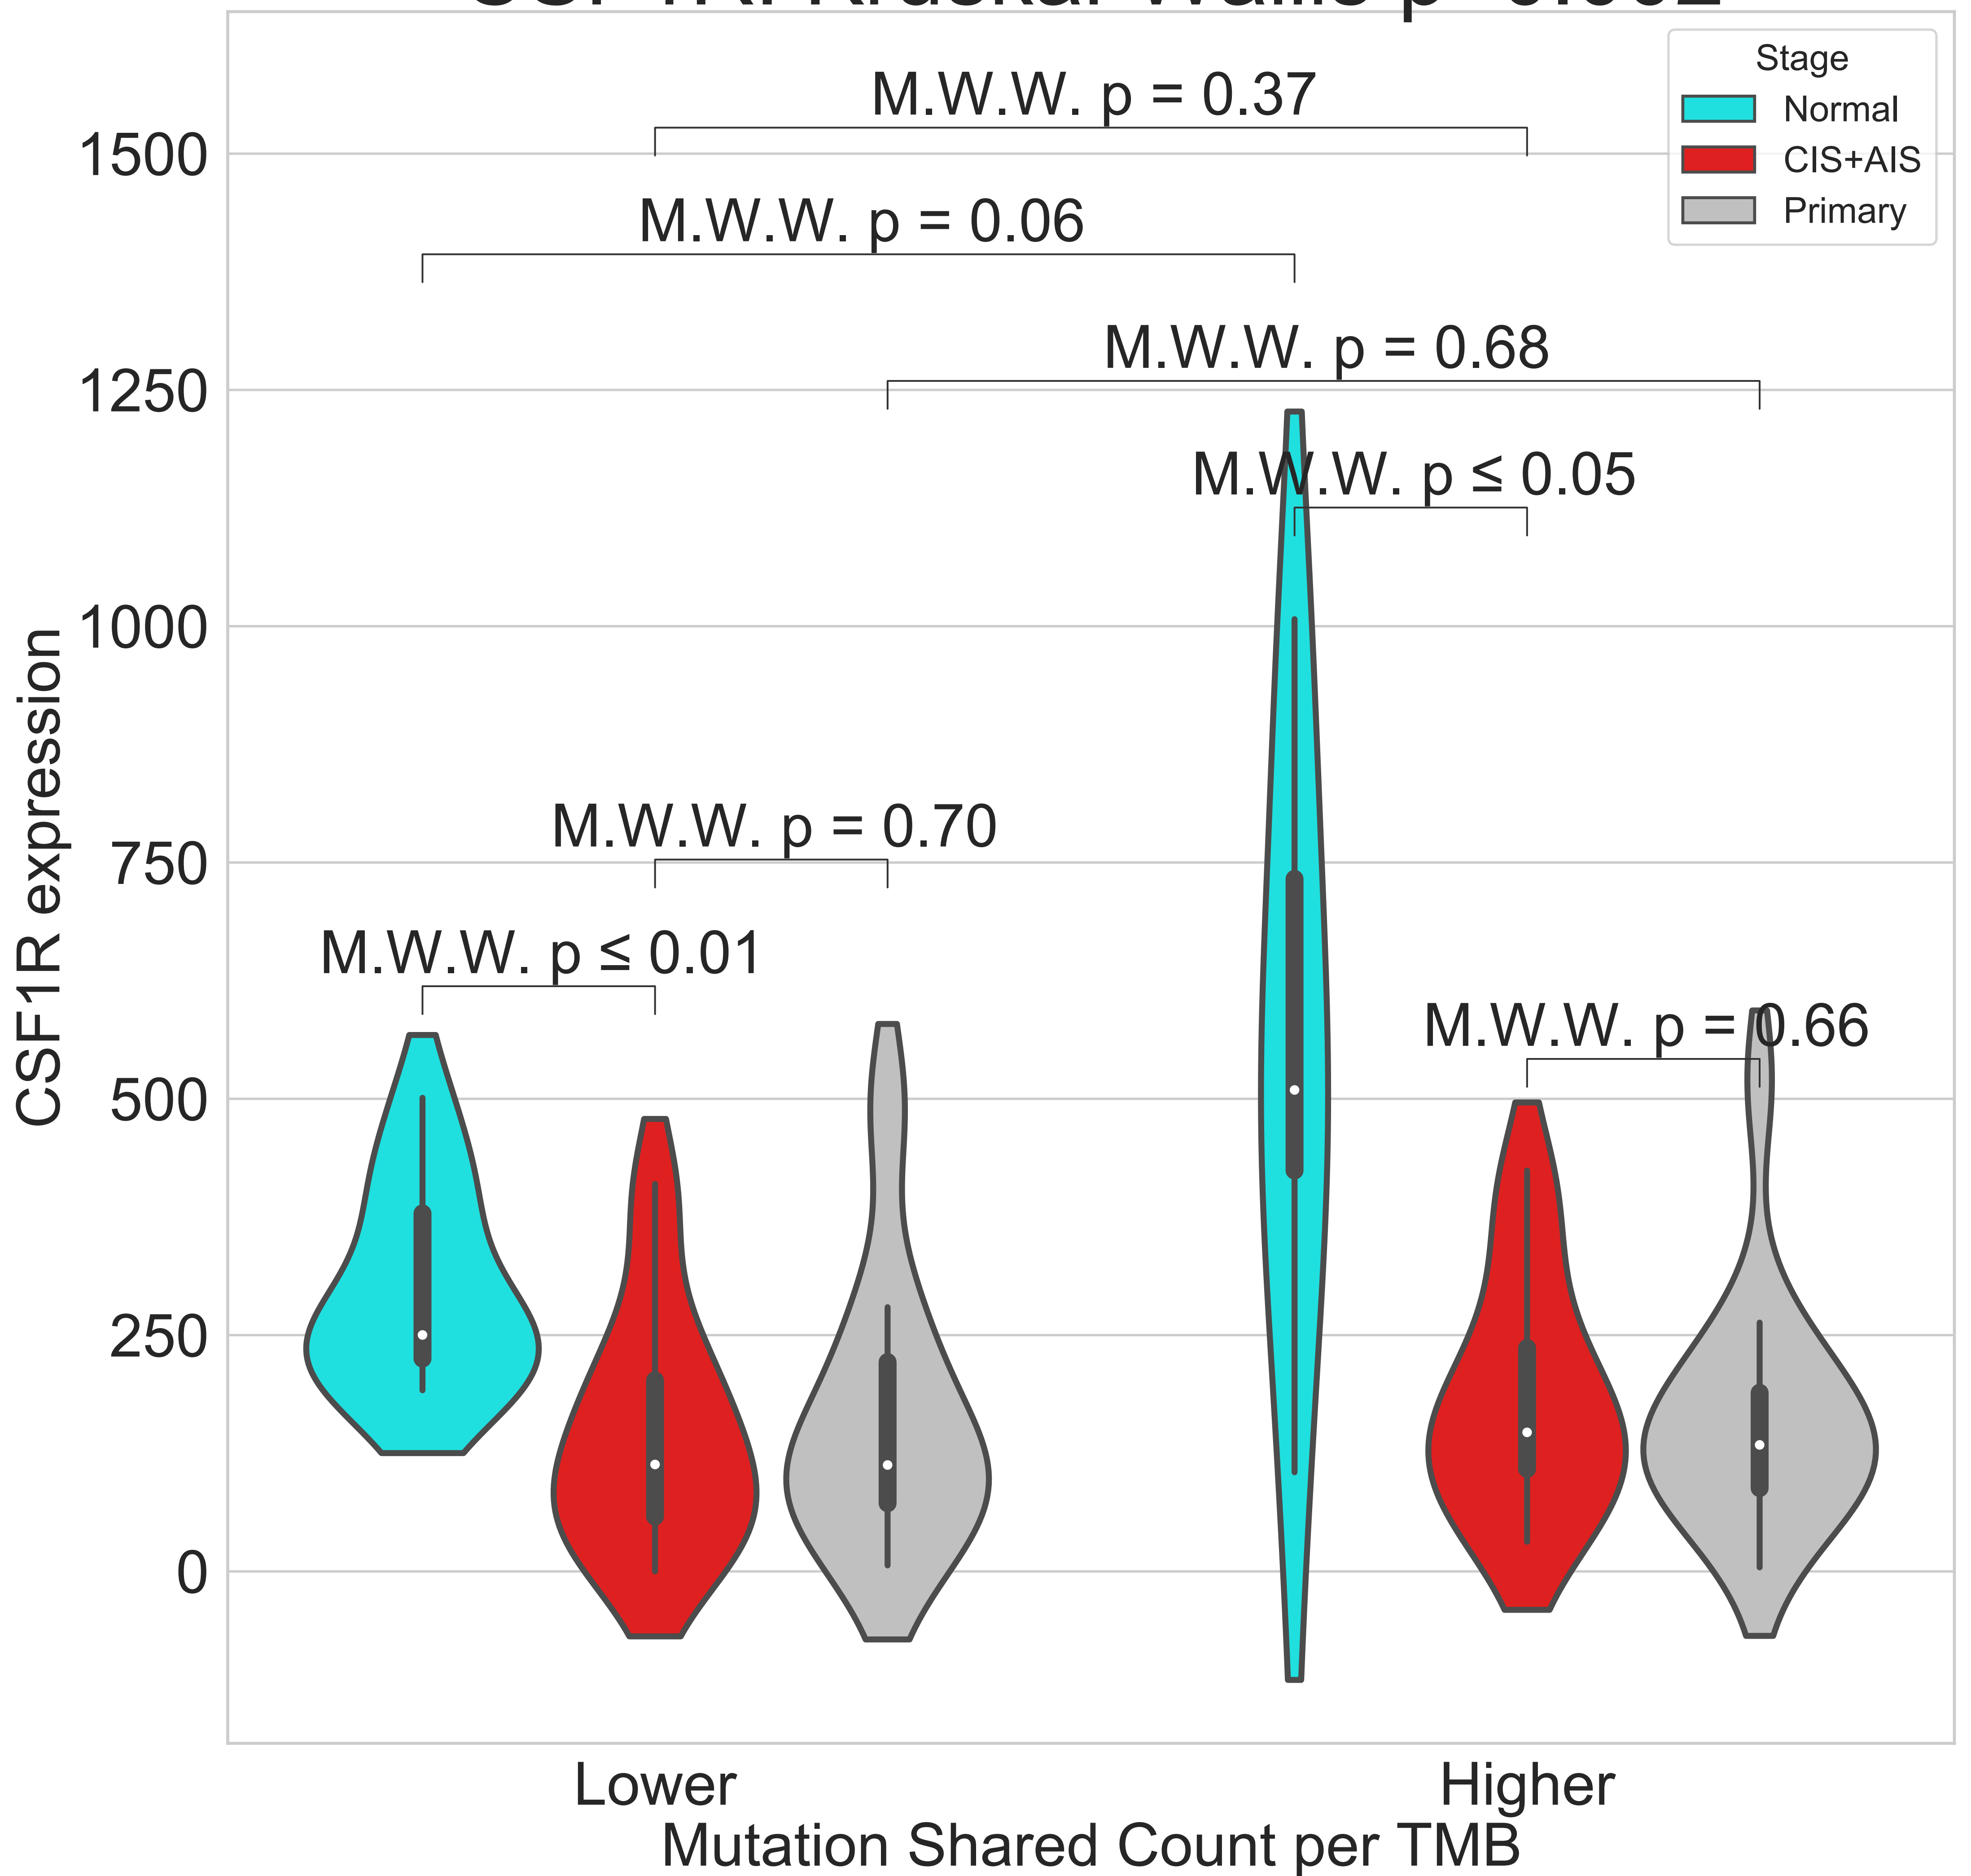 Stage
Normal
CIS+AIS
Primary
M.W.W. p = 0.37
M.W.W. p = 0.06
M.W.W. p = 0.68
M.W.W. p ≤ 0.05
M.W.W. p = 0.70
M.W.W. p ≤ 0.01
M.W.W. p = 0.66
1500
1250
1000
750
500
250
0
CSF1R expression
Lower
Higher
Mutation Shared Count per TMB